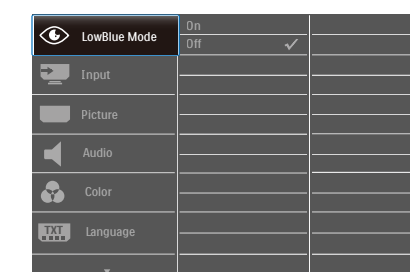 LowBlue Mode
On
Off
Input
Picture
Audio
Color
TXT
Language